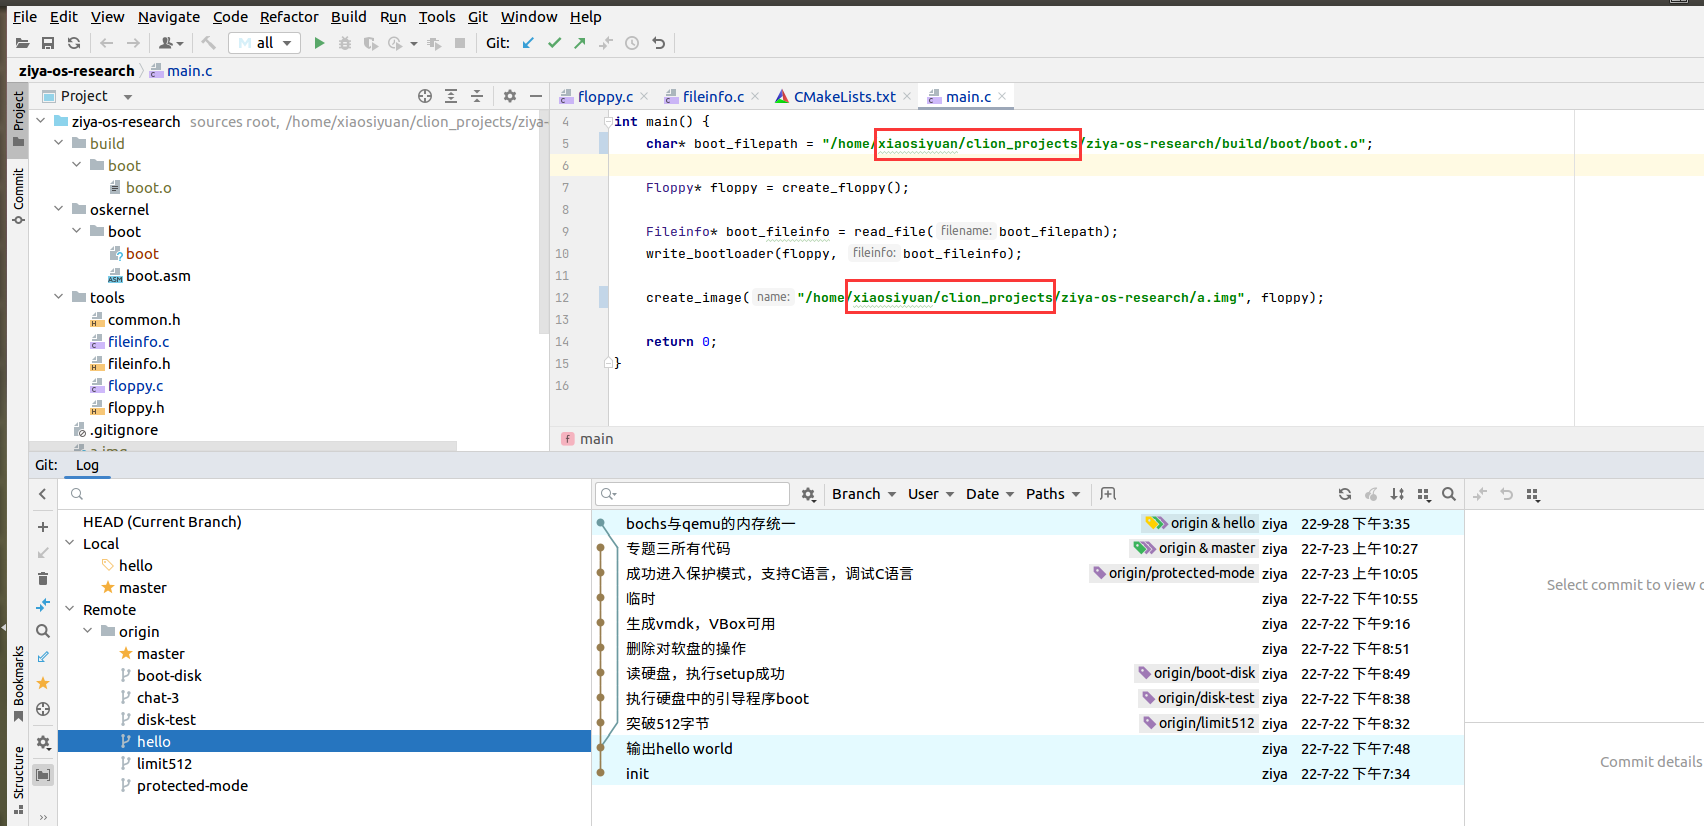 File Edit View Navigate Code Refactor Build Run Tools Git Window Help
all Git:
ziya-os-research main.c
Project
Commit
Bookmarks
Structure
Project
ziya-os-research sources root, /home/xiaosiyuan/clion_projects/ziya-
build
boot
boot.o
oskernel
boot
boot
boot.asm
tools
common.h
fileinfo.c
fileinfo.h
floppy.c
floppy.h
.gitignore
a.img
floppy.c fileinfo.c CMakeLists.txt main.c
4 int main() {
5 char* boot_filepath = "/home/xiaosiyuan/clion_projects/ziya-os-research/build/boot/boot.o";
6
7 Floppy* floppy = create_floppy();
8
9 Fileinfo* boot_fileinfo = read_file( filename: boot_filepath);
10 write_bootloader(floppy, fileinfo: boot_fileinfo);
11
12 create_image( name: "/home/xiaosiyuan/clion_projects/ziya-os-research/a.img", floppy);
13
14 return 0;
15 }
16
f main
Git: Log
HEAD (Current Branch)
Local
hello
master
Remote
origin
master
boot-disk
chat-3
disk-test
hello
limit512
protected-mode
Branch User Date Paths
bochs与qemu的内存统一 origin & hello ziya 22-9-28 下午3:35
专题三所有代码 origin & master ziya 22-7-23 上午10:27
成功进入保护模式，支持C语言，调试C语言 origin/protected-mode ziya 22-7-23 上午10:05
临时 ziya 22-7-22 下午10:55
生成vmdk，VBox可用 ziya 22-7-22 下午9:16
删除对软盘的操作 ziya 22-7-22 下午8:51
读硬盘，执行setup成功 origin/boot-disk ziya 22-7-22 下午8:49
执行硬盘中的引导程序boot origin/disk-test ziya 22-7-22 下午8:38
突破512字节 origin/limit512 ziya 22-7-22 下午8:32
输出hello world ziya 22-7-22 下午7:48
init ziya 22-7-22 下午7:34
Select commit to view c
Commit details